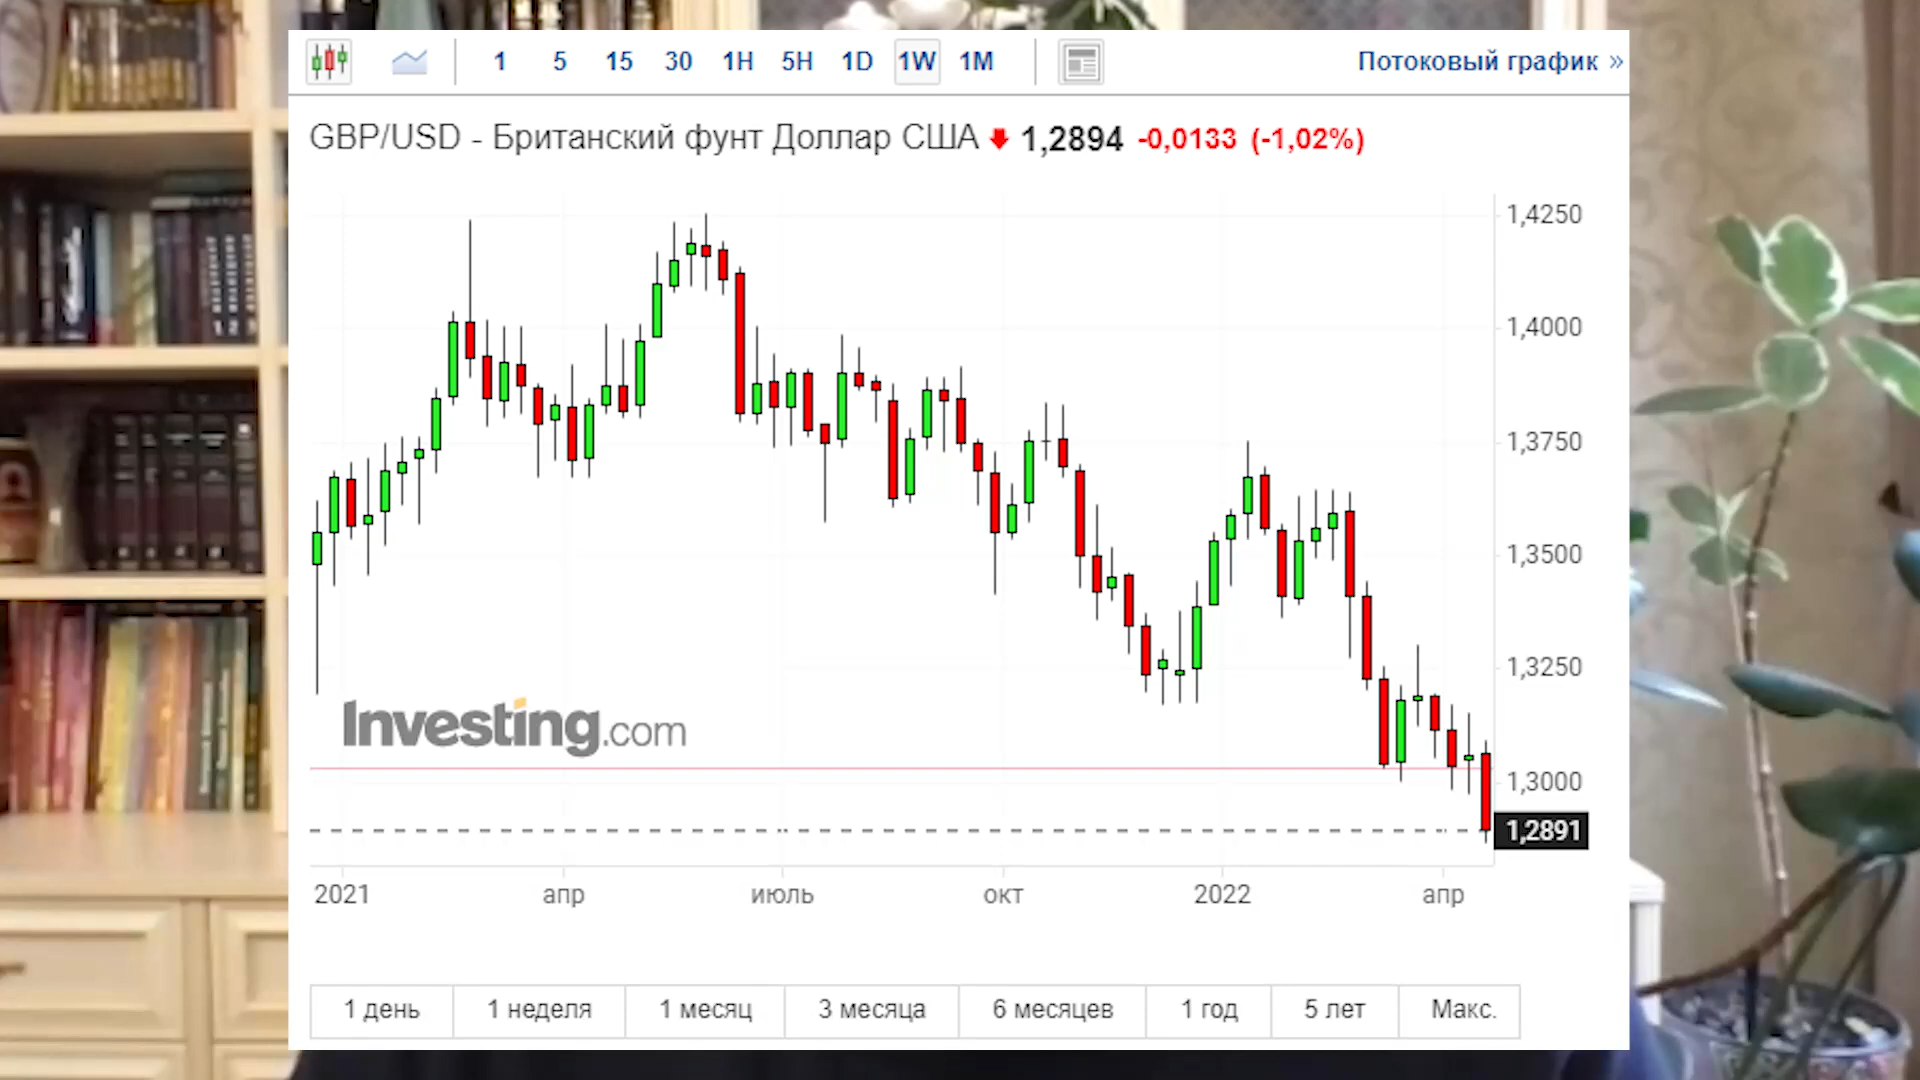 1 5 15 30 1H 5H 1D 1W 1M Потоковый график »
GBP/USD - Британский фунт Доллар США 1,2894 -0,0133 (-1,02%)
1,4250
1,4000
1,3750
1,3500
1,3250
1,3000
1,2891
Investing.com
2021 апр июль окт 2022 апр
1 день 1 неделя 1 месяц 3 месяца 6 месяцев 1 год 5 лет Макс.